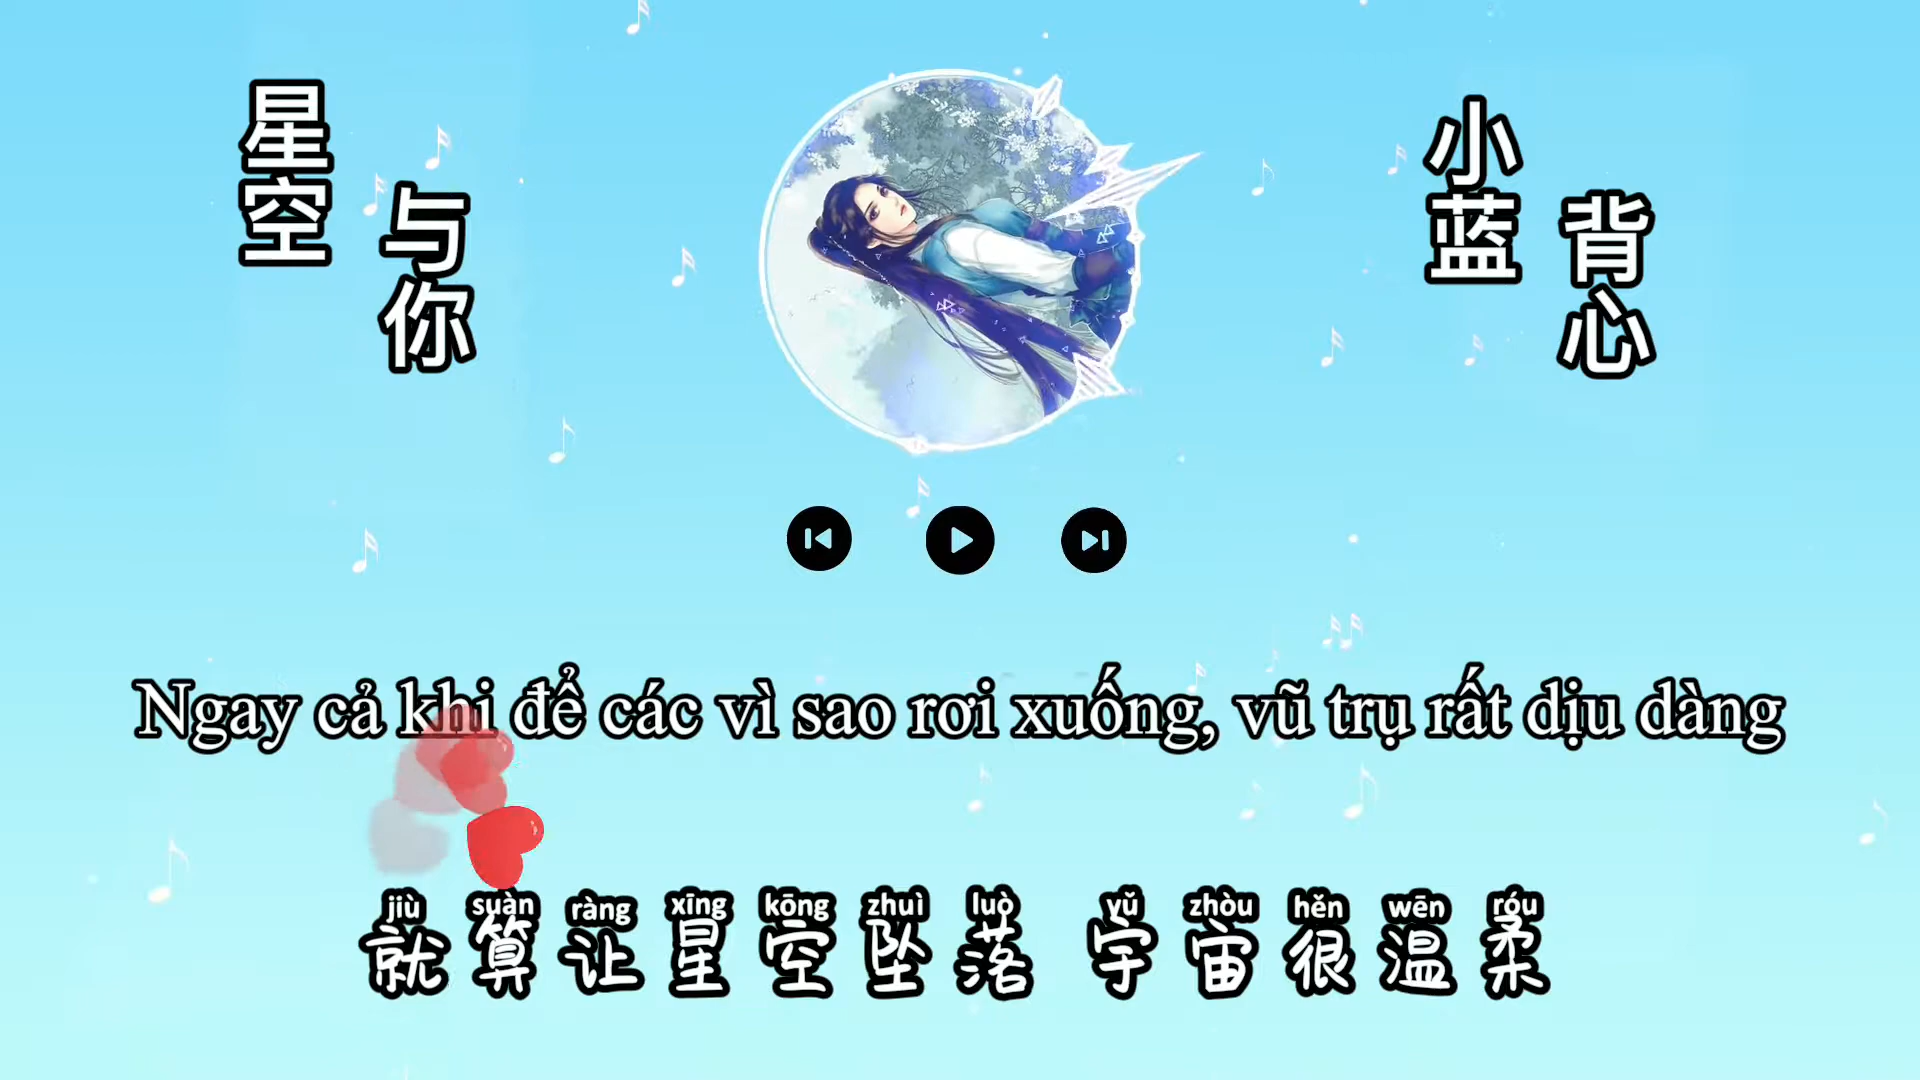 星空
与你
小蓝
背心
Ngay cả khi để các vì sao rơi xuống, vũ trụ rất dịu dàng
jiù suàn ràng xīng kōng zhuì luò yǔ zhòu hěn wēn róu
就算让星空坠落 宇宙很温柔